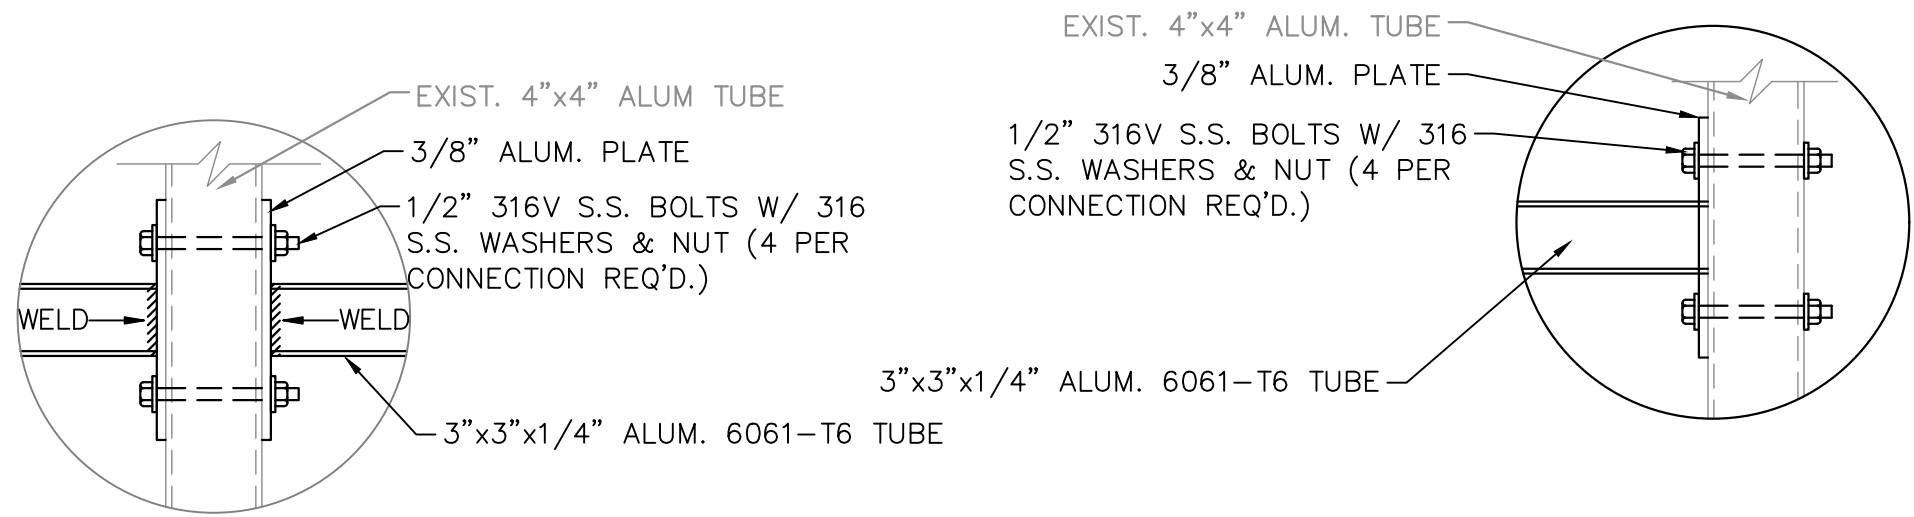 EXIST. 4”x4” ALUM TUBE
3/8” ALUM. PLATE
1/2” 316V S.S. BOLTS W/ 316
S.S. WASHERS & NUT (4 PER
CONNECTION REQ’D.)
WELD
WELD
3”x3”x1/4” ALUM. 6061-T6 TUBE
EXIST. 4”x4” ALUM. TUBE
3/8” ALUM. PLATE
1/2” 316V S.S. BOLTS W/ 316
S.S. WASHERS & NUT (4 PER
CONNECTION REQ’D.)
3”x3”x1/4” ALUM. 6061-T6 TUBE